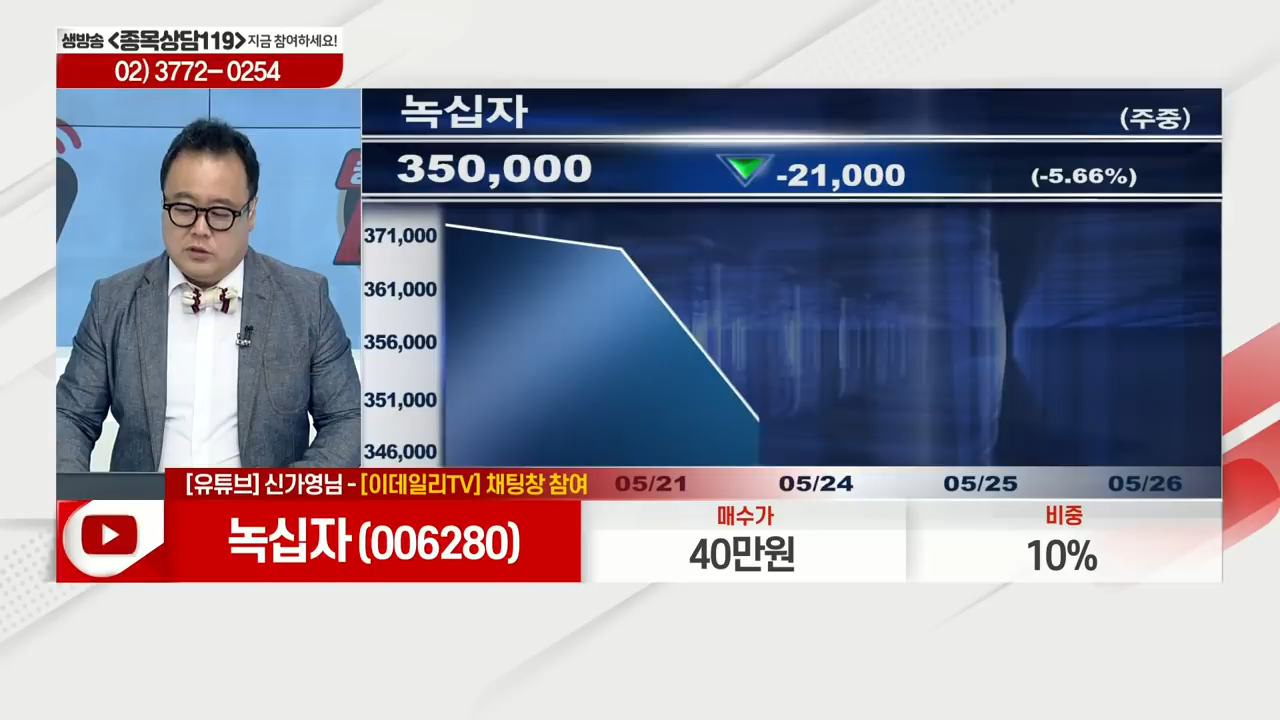 생방송 <종목상담119> 지금 참여하세요!
02) 3772-0254
녹십자
(주중)
350,000 -21,000 (-5.66%)
371,000
361,000
356,000
351,000
346,000
05/21 05/24 05/25 05/26
[유튜브] 신가영님 - [이데일리TV] 채팅창 참여
녹십자 (006280)
매수가
40만원
비중
10%